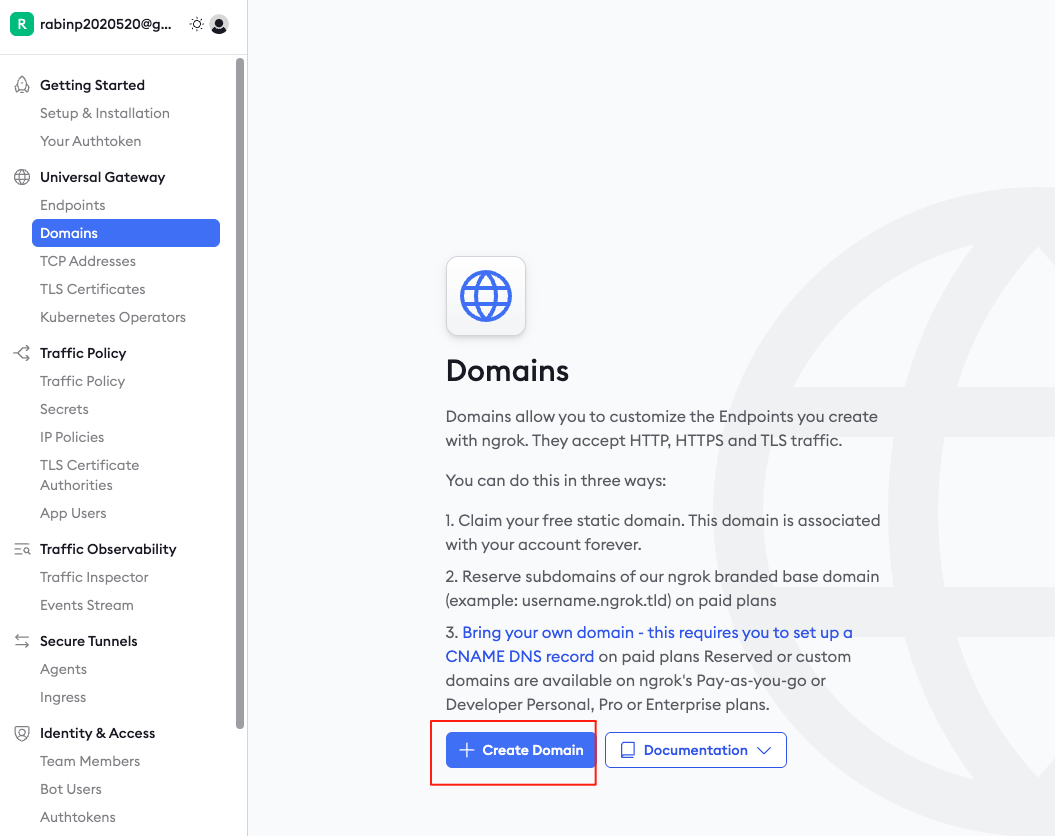 R rabinp2020520@g...
Getting Started
Setup & Installation
Your Authtoken
Universal Gateway
Endpoints
Domains
TCP Addresses
TLS Certificates
Kubernetes Operators
Traffic Policy
Traffic Policy
Secrets
IP Policies
TLS Certificate
Authorities
App Users
Traffic Observability
Traffic Inspector
Events Stream
Secure Tunnels
Agents
Ingress
Identity & Access
Team Members
Bot Users
Authtokens
Domains
Domains allow you to customize the Endpoints you create
with ngrok. They accept HTTP, HTTPS and TLS traffic.
You can do this in three ways:
1. Claim your free static domain. This domain is associated
with your account forever.
2. Reserve subdomains of our ngrok branded base domain
(example: username.ngrok.tld) on paid plans
3. Bring your own domain - this requires you to set up a
CNAME DNS record on paid plans Reserved or custom
domains are available on ngrok's Pay-as-you-go or
Developer Personal, Pro or Enterprise plans.
Create Domain Documentation